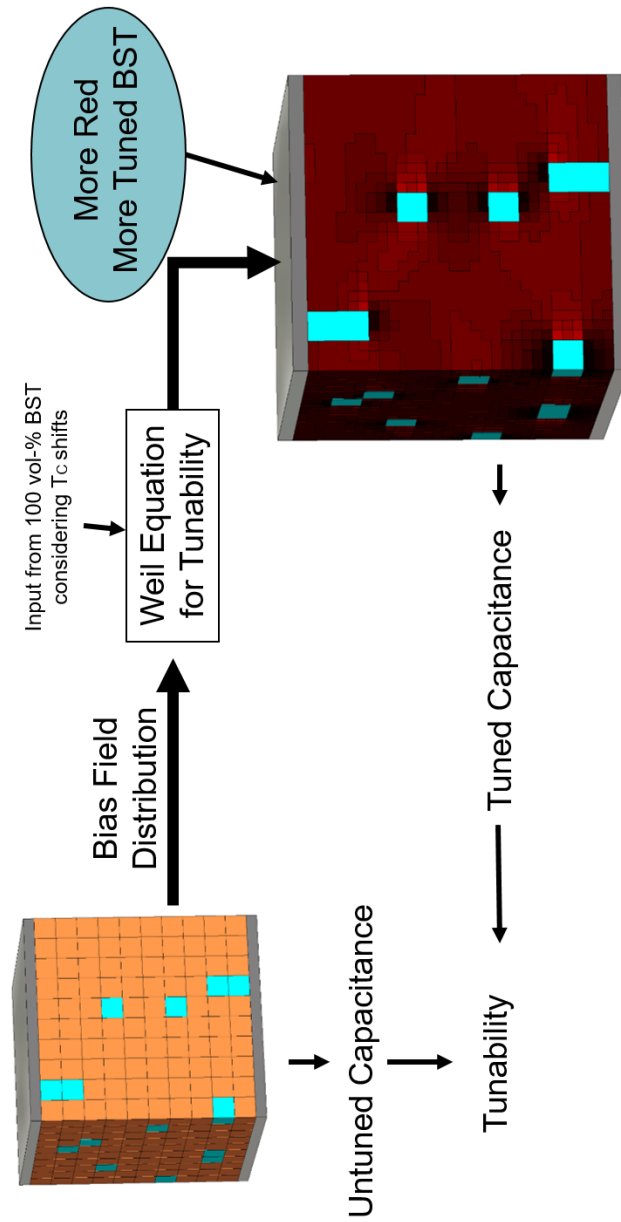 Input from 100 vol-% BST
considering TC shifts
More Red
More Tuned BST
Bias Field
Distribution
Weil Equation
for Tunability
Untuned Capacitance
Tunability
Tuned Capacitance